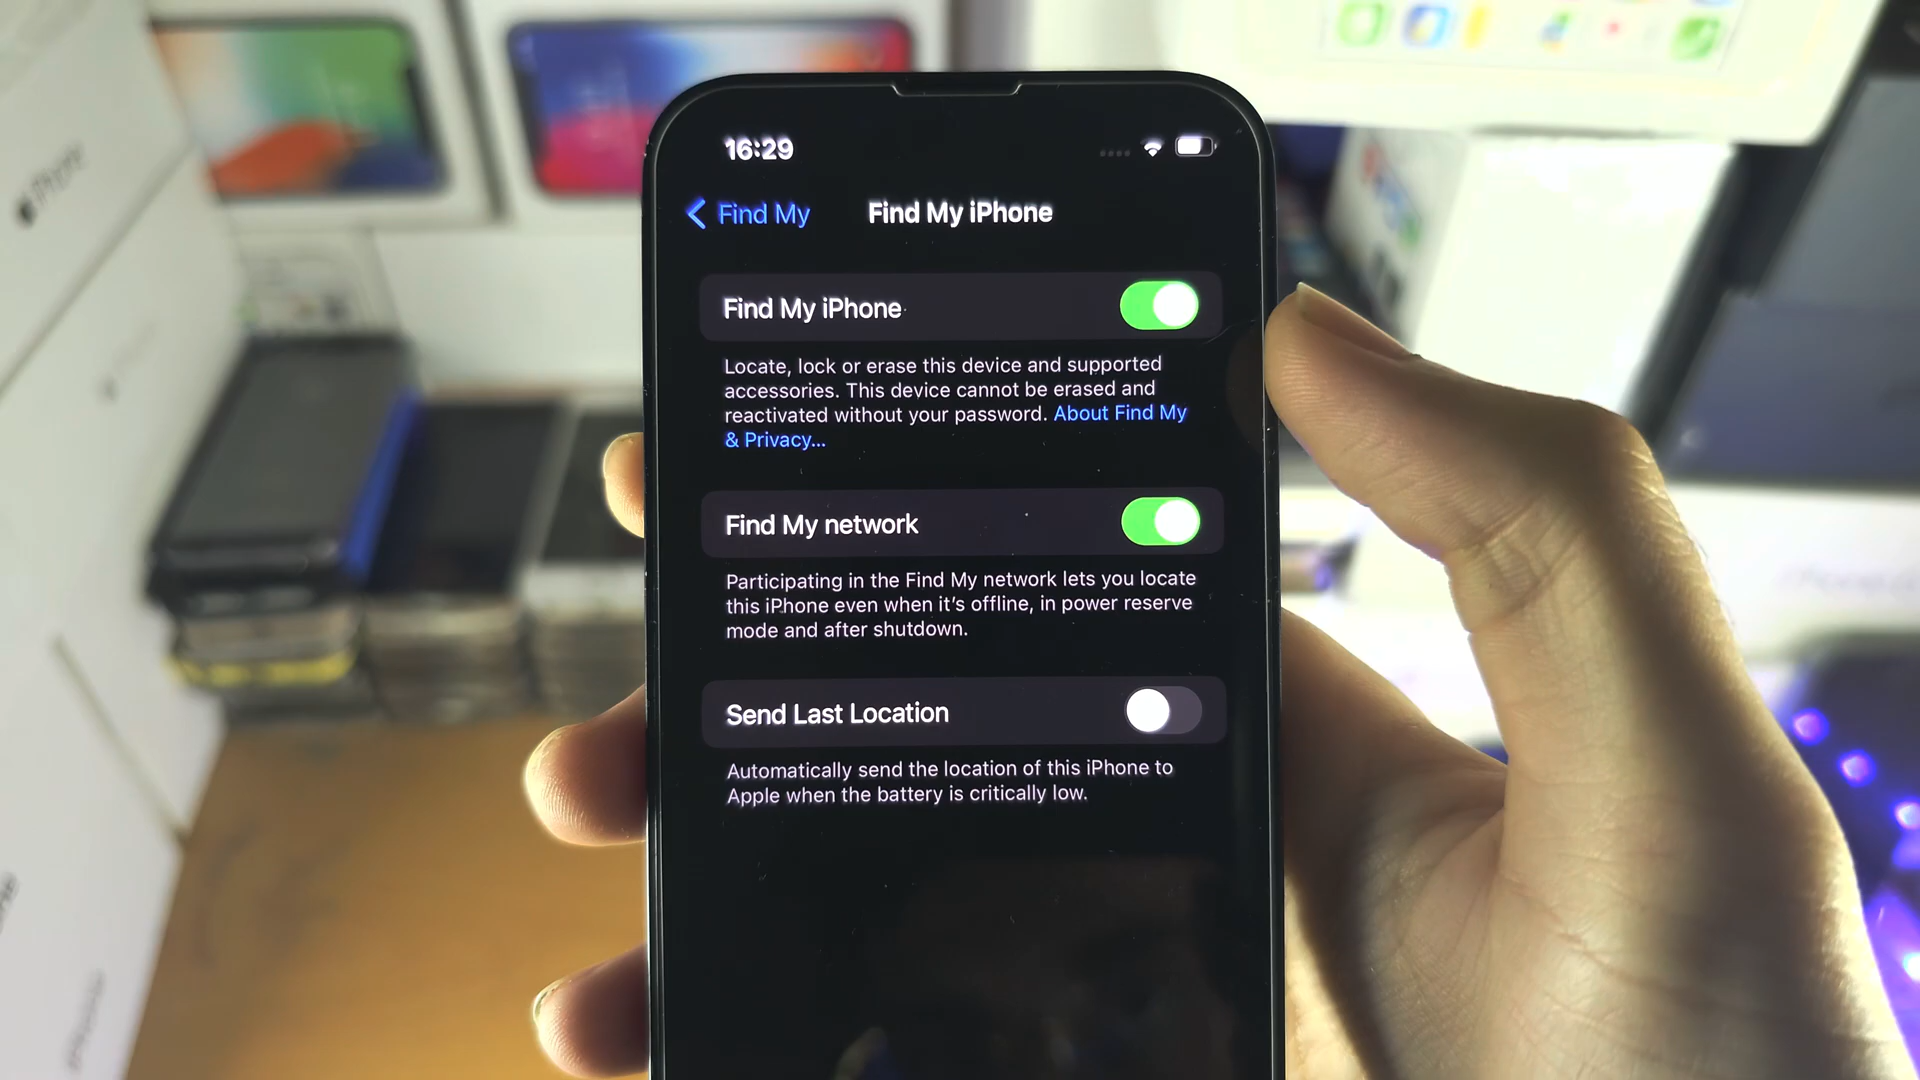 iPhone
16:29
Find My
Find My iPhone
Find My iPhone
Locate, lock or erase this device and supported
accessories. This device cannot be erased and
reactivated without your password. About Find My
& Privacy...
Find My network
Participating in the Find My network lets you locate
this iPhone even when it's offline, in power reserve
mode and after shutdown.
Send Last Location
Automatically send the location of this iPhone to
Apple when the battery is critically low.